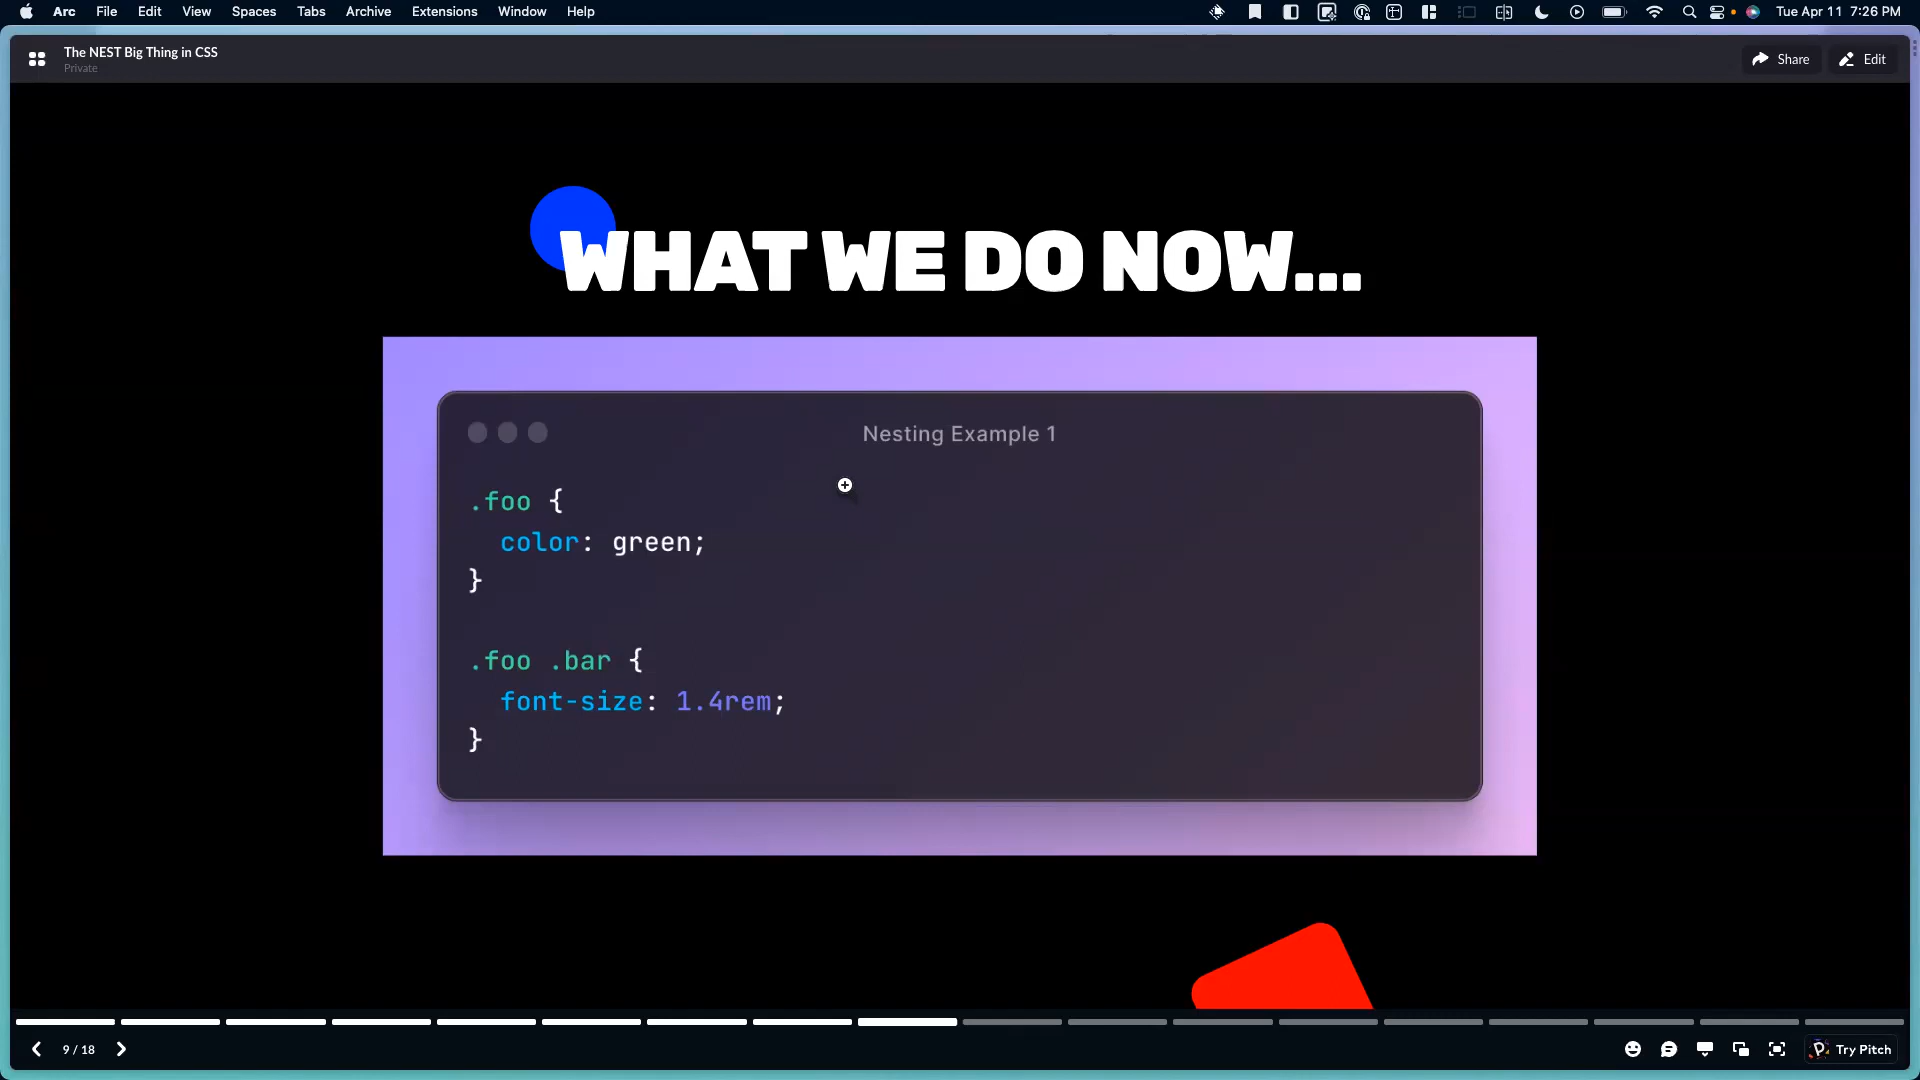 Arc File Edit View Spaces Tabs Archive Extensions Window Help Tue Apr 11 7:26 PM
The NEST Big Thing in CSS
Private
Share Edit
WHAT WE DO NOW...
Nesting Example 1
.foo {
  color: green;
}
.foo .bar {
  font-size: 1.4rem;
}
9 / 18
Try Pitch